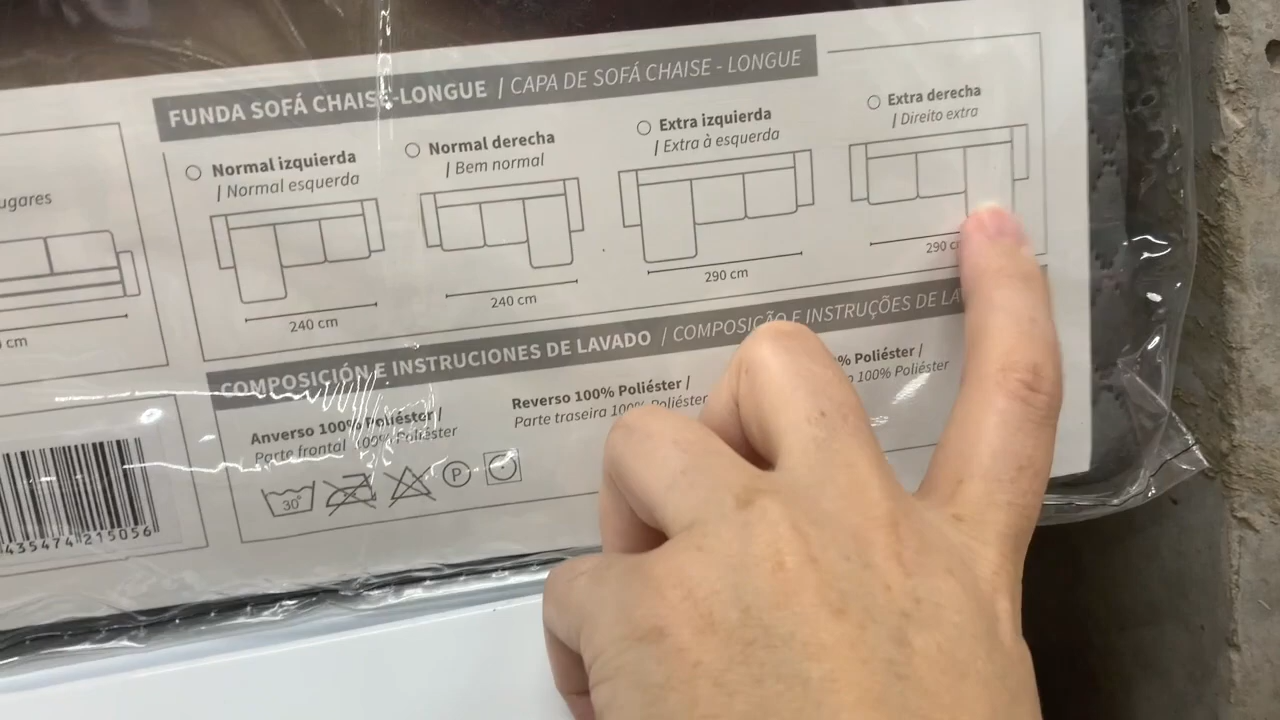 FUNDA SOFÁ CHAISE-LONGUE / CAPA DE SOFÁ CHAISE - LONGUE
Normal izquierda
/ Normal esquerda
240 cm
Normal derecha
/ Bem normal
240 cm
Extra izquierda
/ Extra à esquerda
290 cm
Extra derecha
/ Direito extra
290
cm
COMPOSICIÓN E INSTRUCIONES DE LAVADO / COMPOSIÇÃO E INSTRUÇÕES DE
Anverso 100% Poliéster /
Parte frontal 100% Poliéster
Reverso 100% Poliéster /
Parte traseira 100% Poliéster
% Poliéster /
100% Poliéster
30°
P
435474 215056